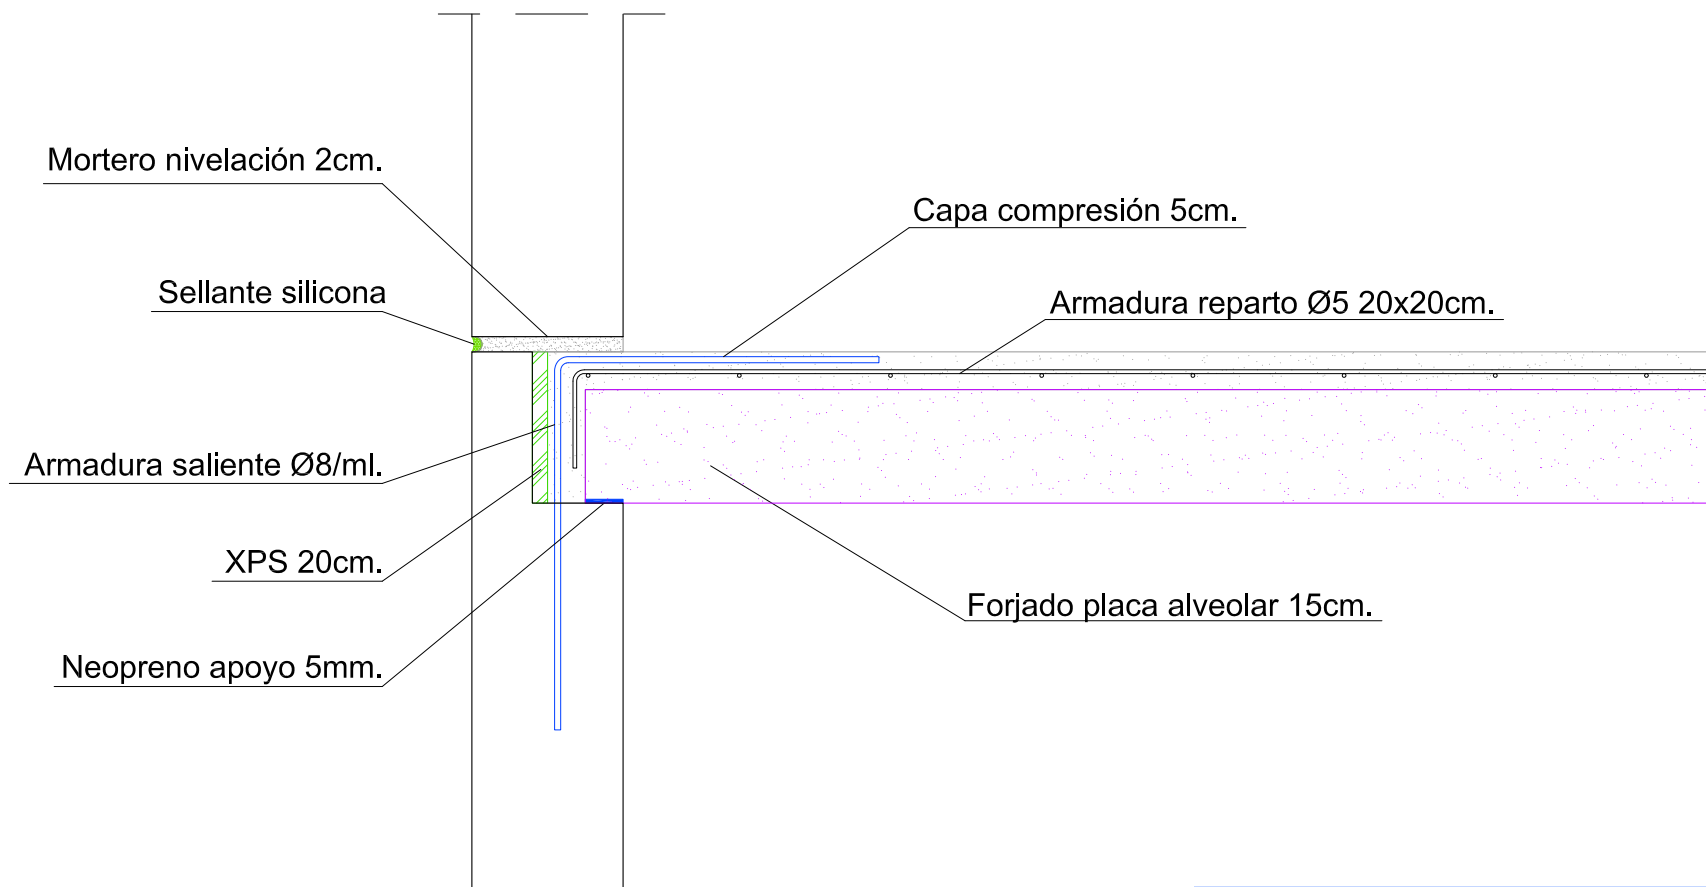 Mortero nivelación 2cm.
Capa compresión 5cm.
Sellante silicona
Armadura reparto Ø5 20x20cm.
Armadura saliente Ø8/ml.
XPS 20cm.
Forjado placa alveolar 15cm.
Neopreno apoyo 5mm.